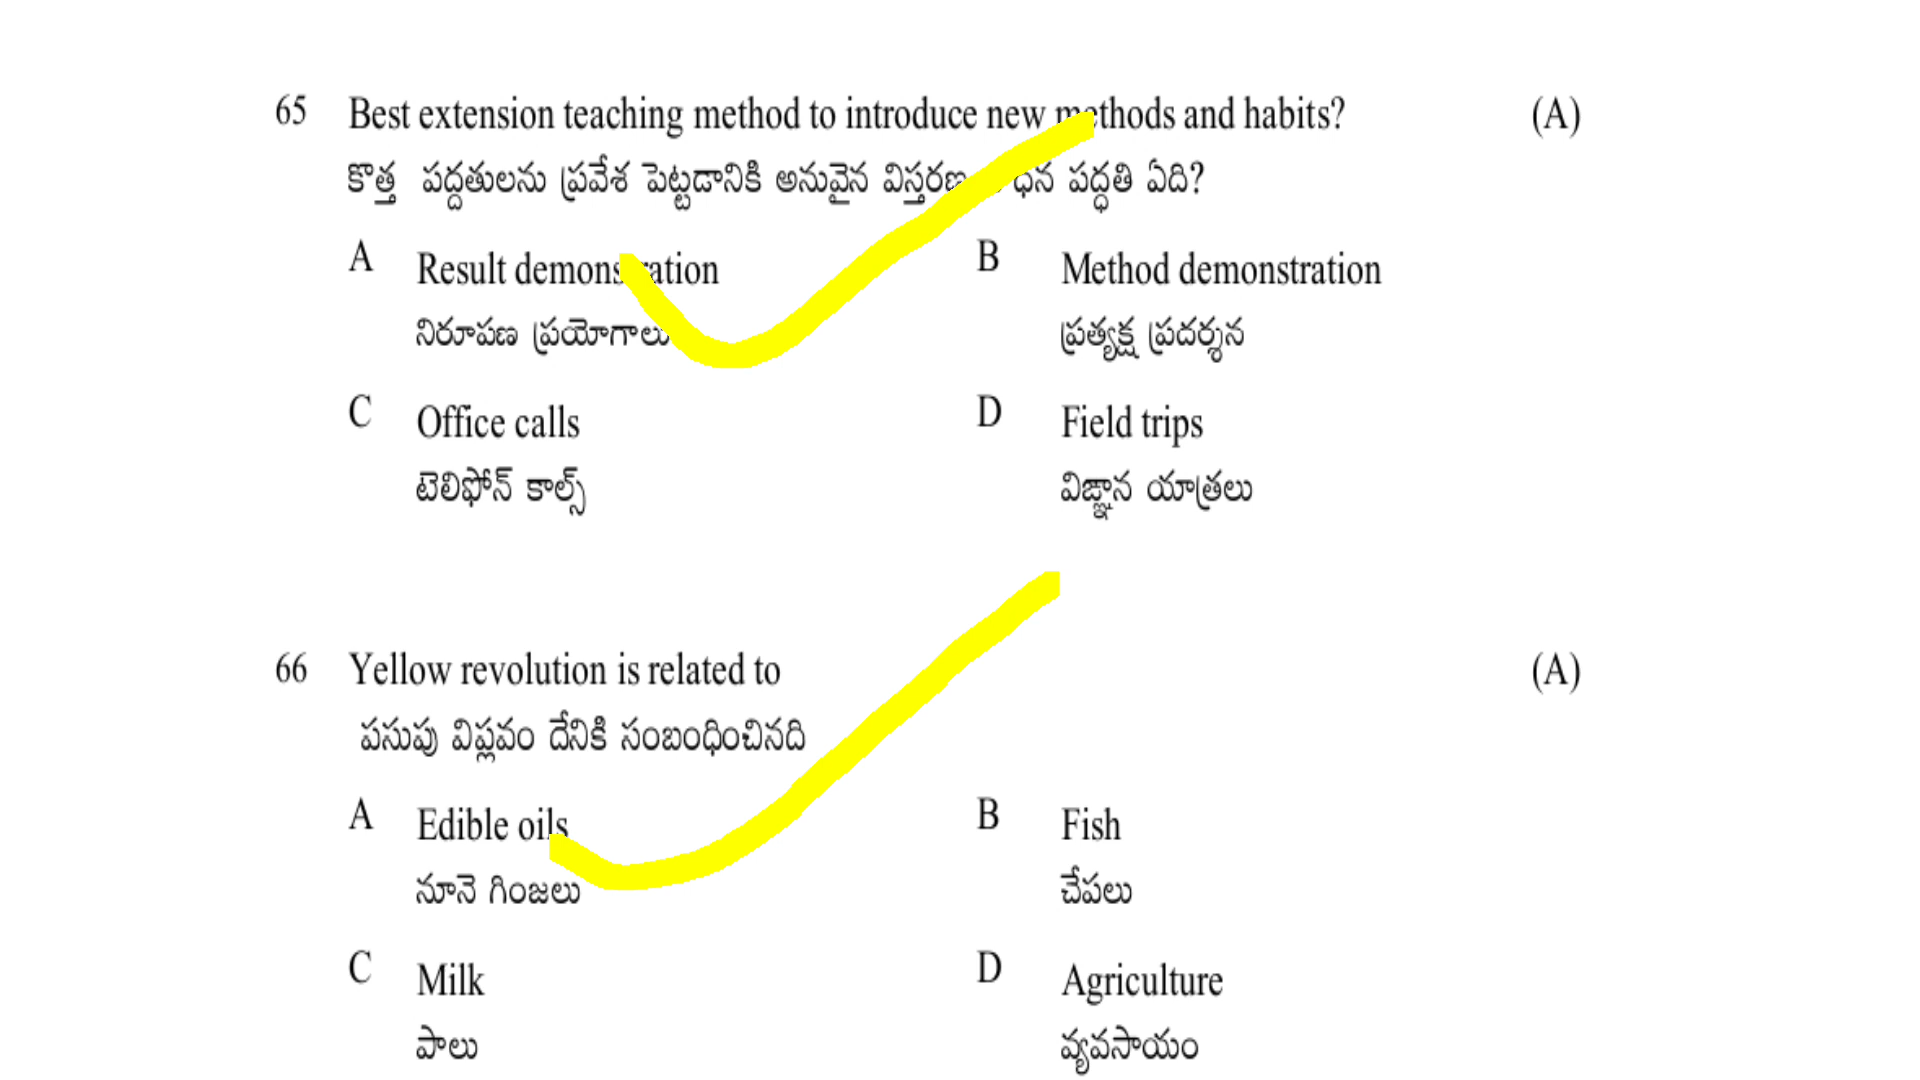 65 Best extension teaching method to introduce new methods and habits? (A)
కొత్త పద్దతులను ప్రవేశ పెట్టడానికి అనువైన విస్తరణ ధన పద్ధతి ఏది?
A Result demonstration B Method demonstration
నిరూపణ ప్రయోగాలు ప్రత్యక్ష ప్రదర్శన
C Office calls D Field trips
టెలిఫోన్ కాల్స్ విజ్ఞాన యాత్రలు
66 Yellow revolution is related to (A)
పసుపు విప్లవం దేనికి సంబంధించినది
A Edible oils B Fish
నూనె గింజలు చేపలు
C Milk D Agriculture
పాలు వ్యవసాయం